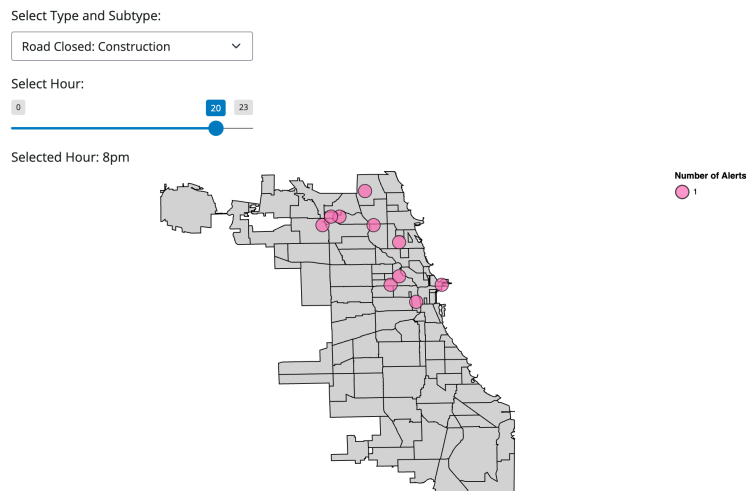 Select Type and Subtype:
Road Closed: Construction
Select Hour:
0 20 23
Selected Hour: 8pm
Number of Alerts
1